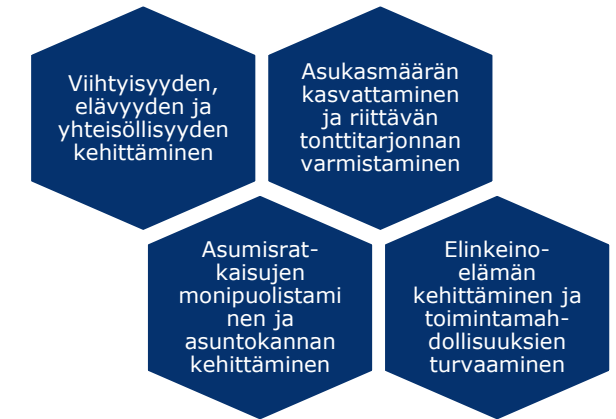 Viihtyisyyden,
elävyyden ja
yhteisöllisyyden
kehittäminen
Asukasmäärän
kasvattaminen
ja riittävän
tonttitarjonnan
varmistaminen
Asumisrat-
kaisujen
monipuolistami
nen ja
asuntokannan
kehittäminen
Elinkeino-
elämän
kehittäminen ja
toimintamah-
dollisuuksien
turvaaminen